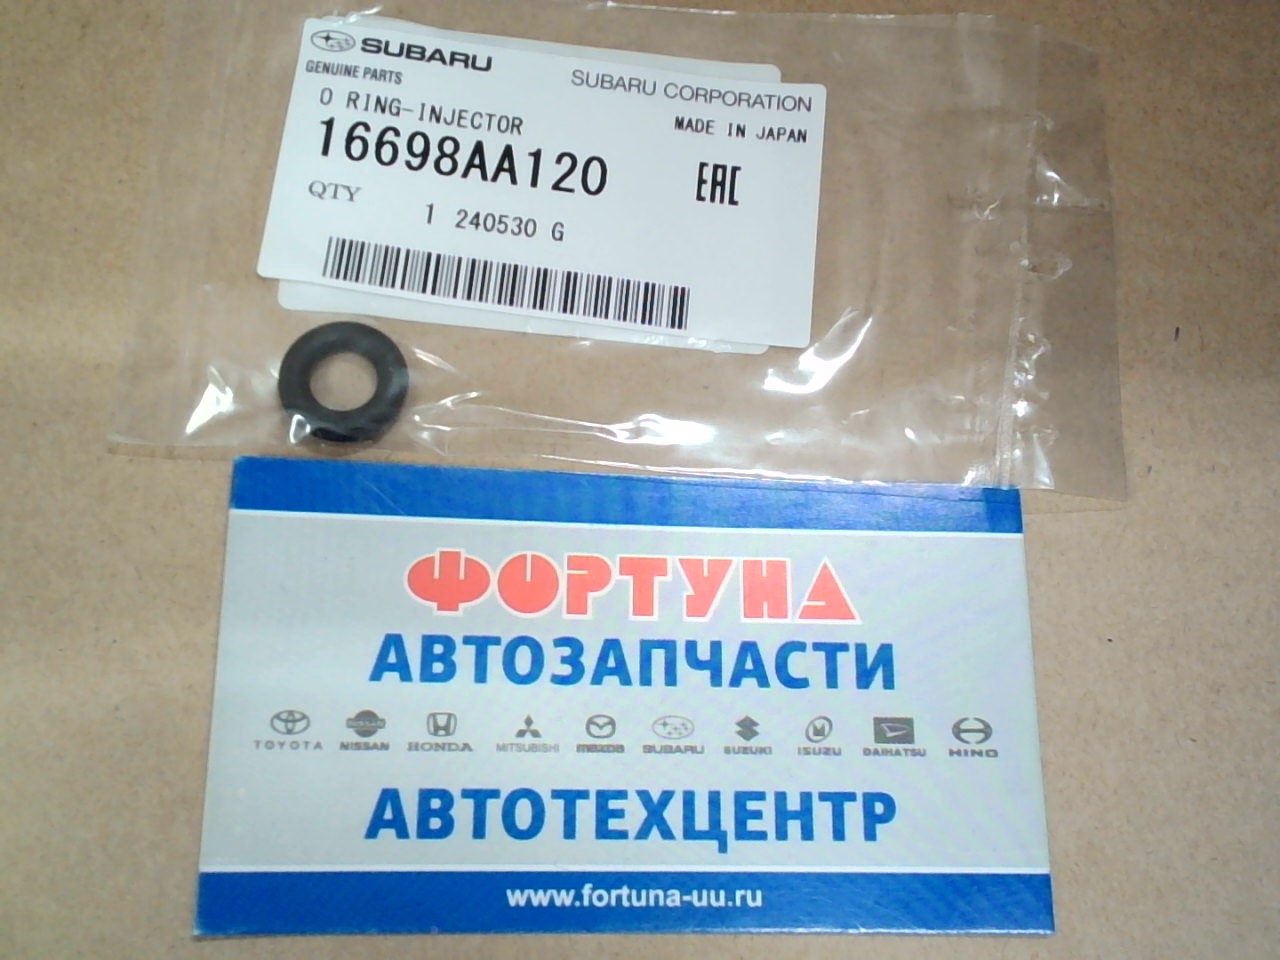 SUBARU
GENUINE PARTS
SUBARU CORPORATION
O RING-INJECTOR
MADE IN JAPAN
16698AA120
EAC
QTY
1 240530 G
ФОРТУНА
АВТОЗАПЧАСТИ
TOYOTA NISSAN HONDA MITSUBISHI mazda SUBARU SUZUKI ISUZU DAIHATSU HINO
АВТОТЕХЦЕНТР
www.fortuna-uu.ru